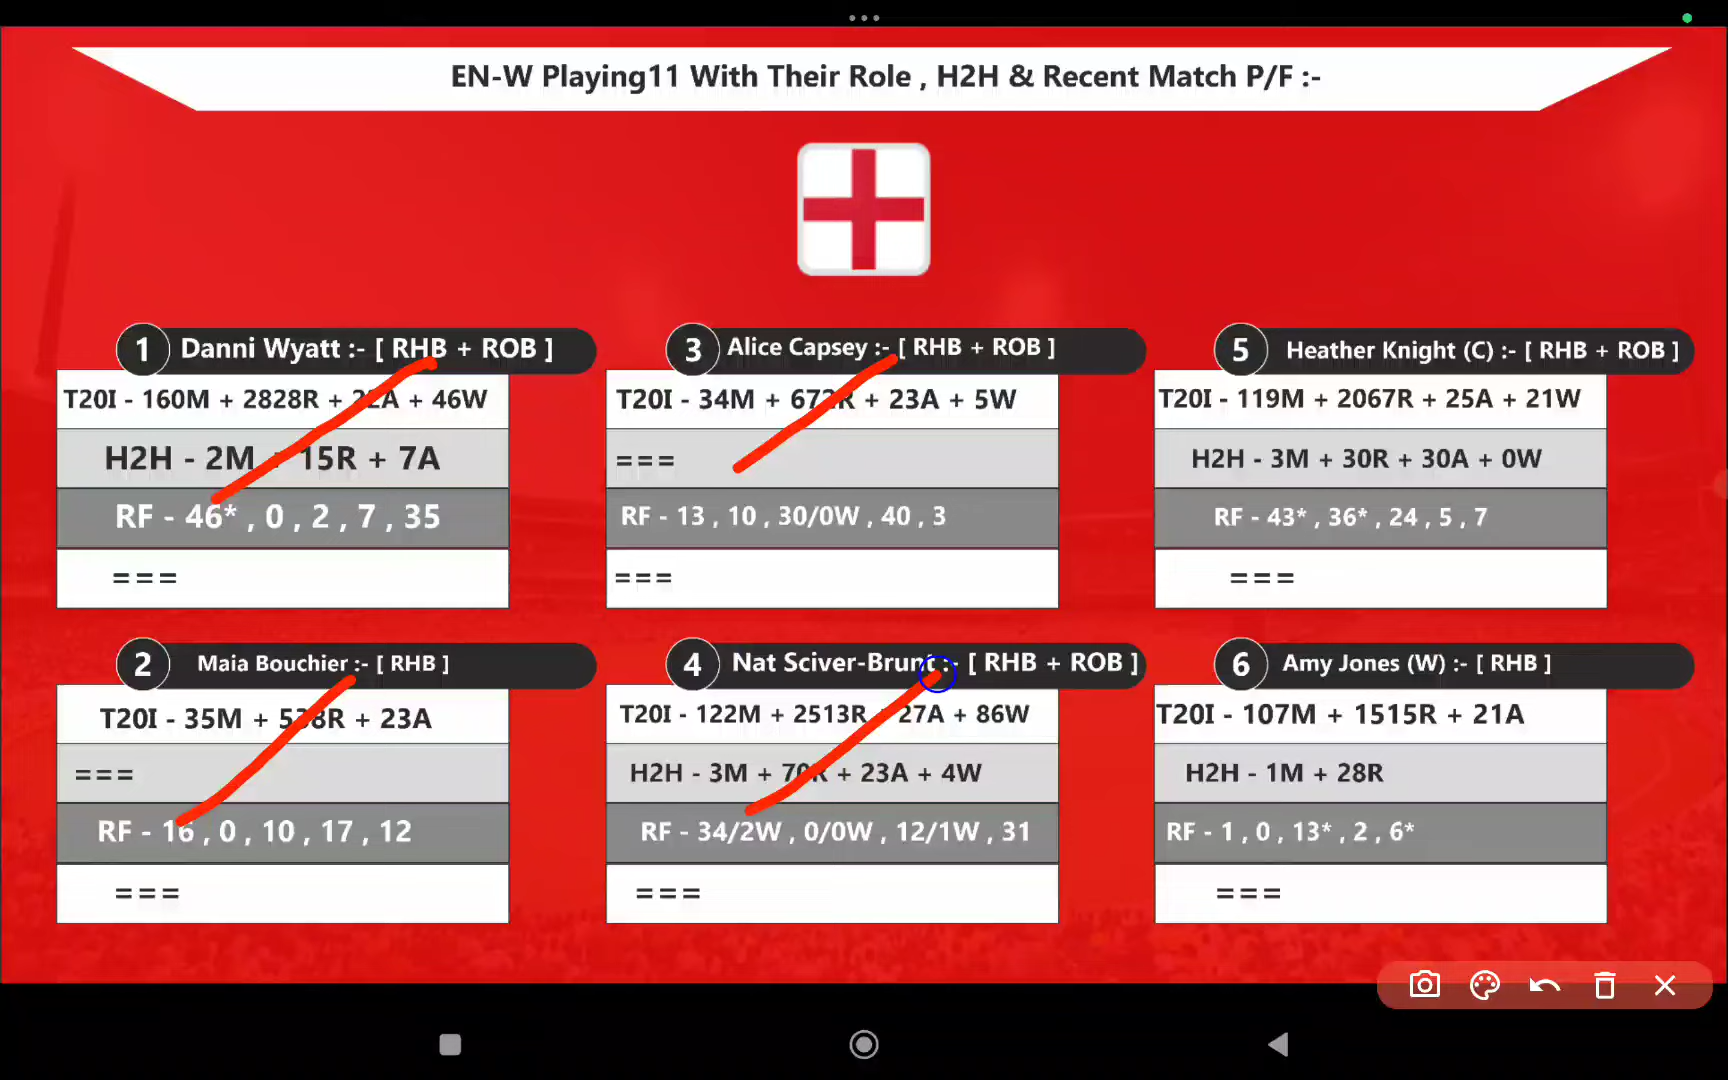 EN-W Playing11 With Their Role , H2H & Recent Match P/F :-
1 Danni Wyatt :- [ RHB + ROB ]
T20I - 160M + 2828R + 22A + 46W
H2H - 2M + 15R + 7A
RF - 46* , 0 , 2 , 7 , 35
===
2 Maia Bouchier :- [ RHB ]
T20I - 35M + 538R + 23A
===
RF - 16 , 0 , 10 , 17 , 12
===
3 Alice Capsey :- [ RHB + ROB ]
T20I - 34M + 672R + 23A + 5W
===
RF - 13 , 10 , 30/0W , 40 , 3
===
4 Nat Sciver-Brunt :- [ RHB + ROB ]
T20I - 122M + 2513R + 27A + 86W
H2H - 3M + 70R + 23A + 4W
RF - 34/2W , 0/0W , 12/1W , 31
===
5 Heather Knight (C) :- [ RHB + ROB ]
T20I - 119M + 2067R + 25A + 21W
H2H - 3M + 30R + 30A + 0W
RF - 43* , 36* , 24 , 5 , 7
===
6 Amy Jones (W) :- [ RHB ]
T20I - 107M + 1515R + 21A
H2H - 1M + 28R
RF - 1 , 0 , 13* , 2 , 6*
===